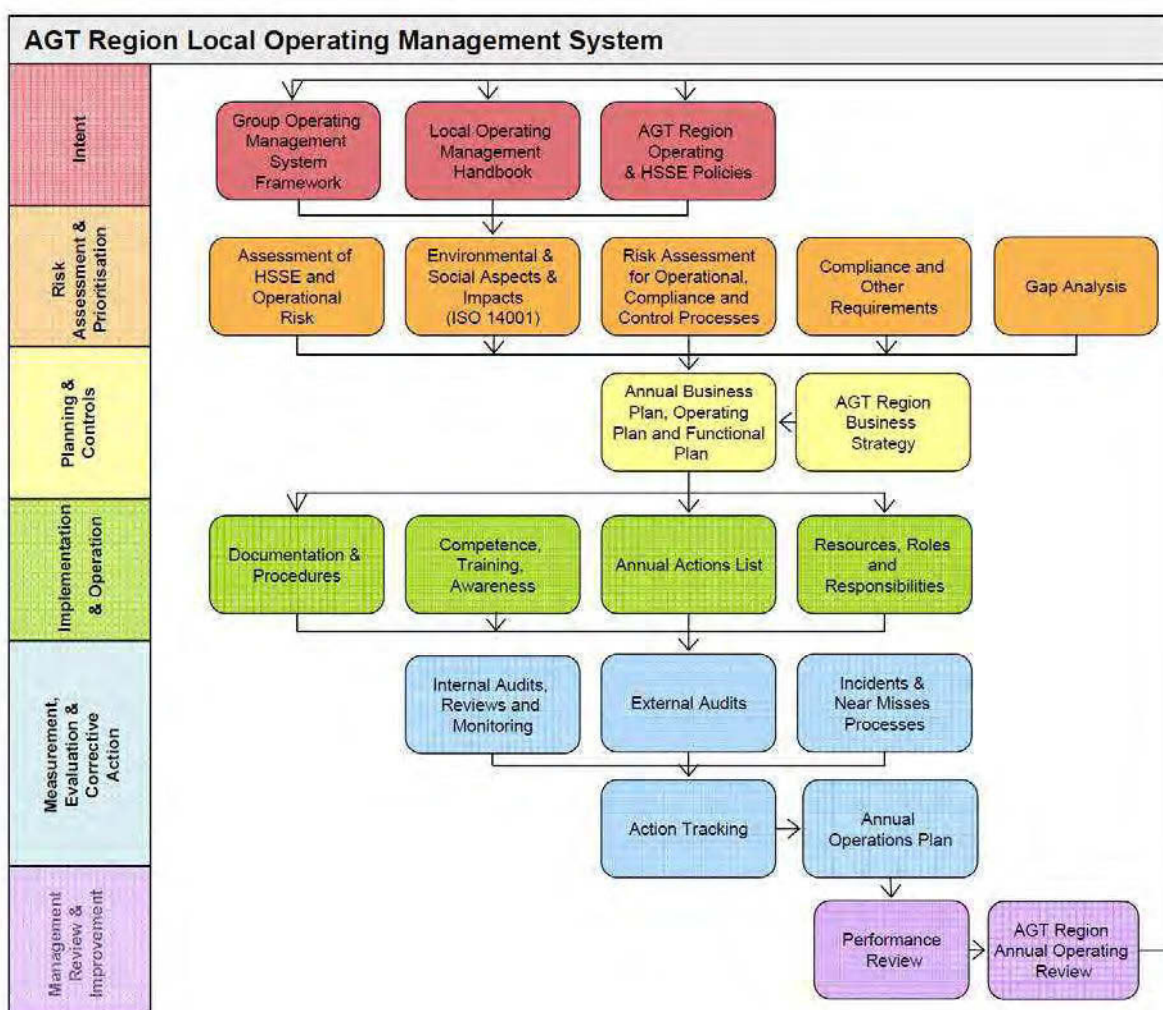 AGT Region Local Operating Management System
Intent
Group Operating
Management
System
Framework
Local Operating
Management
Handbook
AGT Region
Operating
& HSSE Policies
Risk
Assessment &
Prioritisation
Assessment of
HSSE and
Operational
Risk
Environmental &
Social Aspects &
Impacts
(ISO 14001)
Risk Assessment
for Operational,
Compliance and
Control Processes
Compliance and
Other
Requirements
Gap Analysis
Planning &
Controls
Annual Business
Plan, Operating
Plan and Functional
Plan
AGT Region
Business
Strategy
Implementation
& Operation
Documentation &
Procedures
Competence,
Training,
Awareness
Annual Actions List
Resources, Roles
and
Responsibilities
Measurement,
Evaluation &
Corrective
Action
Internal Audits,
Reviews and
Monitoring
External Audits
Incidents &
Near Misses
Processes
Action Tracking
Annual
Operations Plan
Management
Review &
Improvement
Performance
Review
AGT Region
Annual Operating
Review